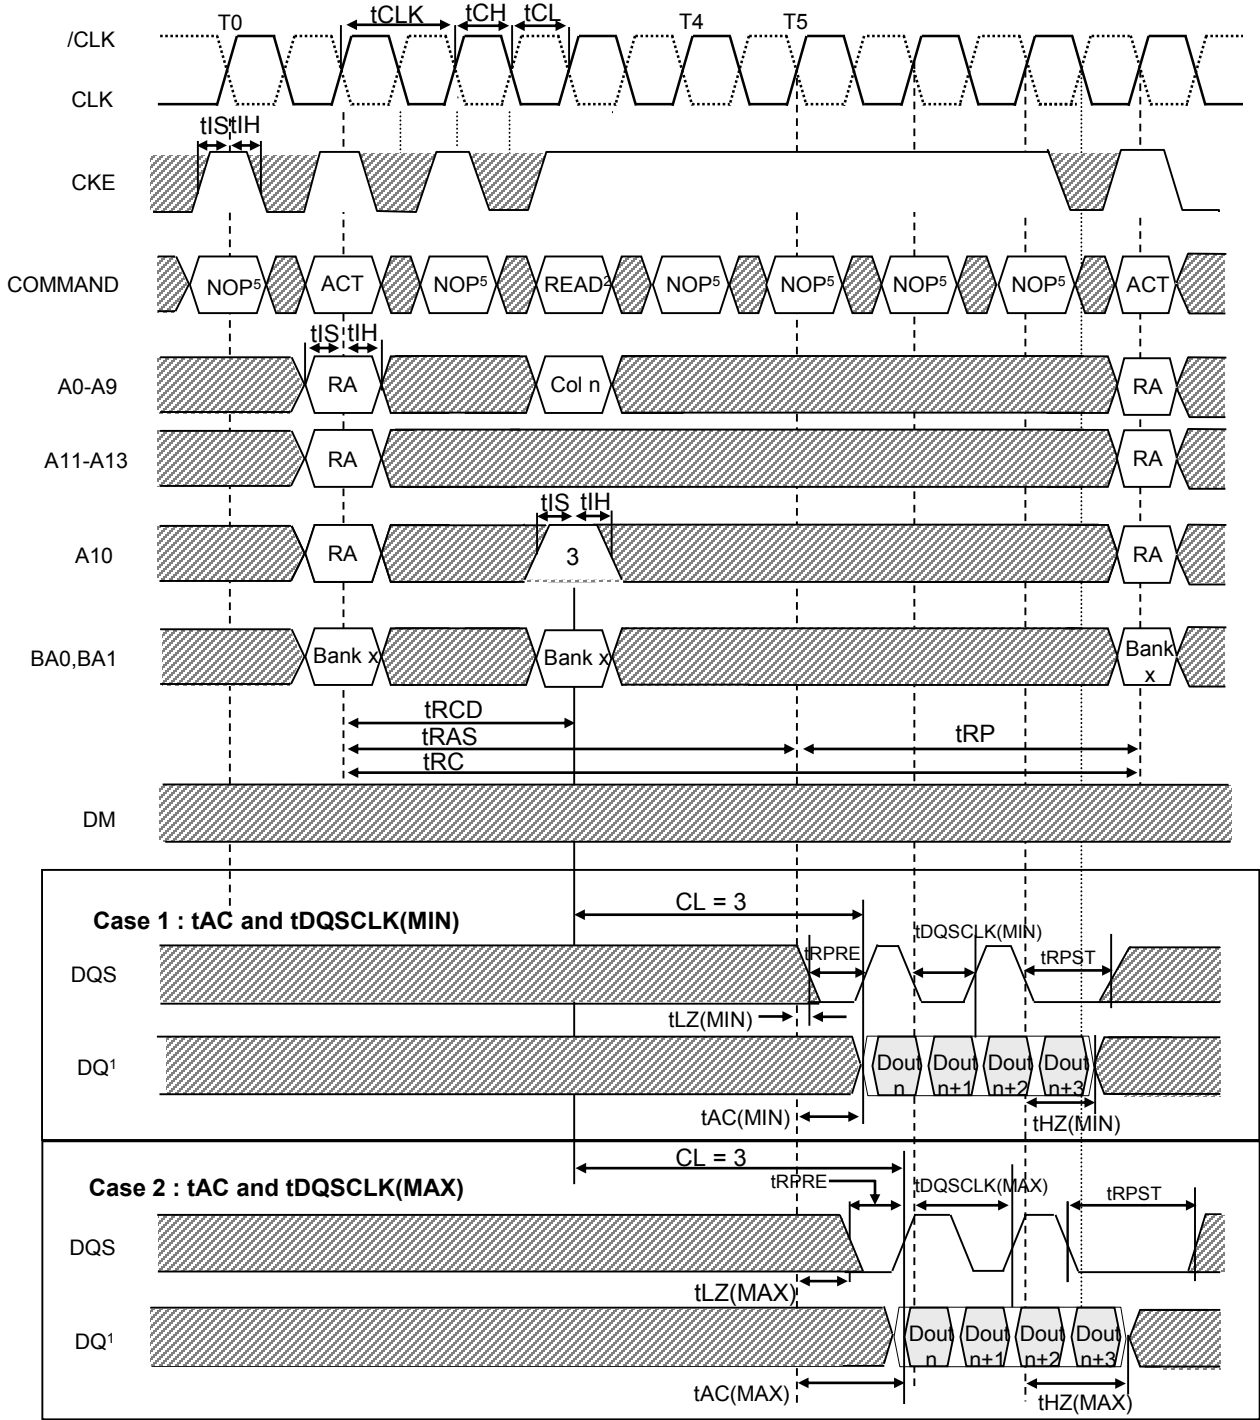 T0 tCLK tCH tCL T4 T5
/CLK
CLK
tIS tIH
CKE
COMMAND NOP5 ACT NOP5 READ2 NOP5 NOP5 NOP5 NOP5 ACT
tIS tIH
A0-A9 RA Col n RA
A11-A13 RA RA
tIS tIH
A10 RA 3 RA
BA0,BA1 Bank x Bank x Bank x
tRCD
tRAS tRP
tRC
DM
Case 1 : tAC and tDQSCLK(MIN)
CL = 3
DQS tRPRE tDQSCLK(MIN) tRPST
tLZ(MIN)
DQ1 Dout n Dout n+1 Dout n+2 Dout n+3
tAC(MIN) tHZ(MIN)
Case 2 : tAC and tDQSCLK(MAX)
CL = 3
tRPRE tDQSCLK(MAX) tRPST
DQS
tLZ(MAX)
DQ1 Dout n Dout n+1 Dout n+2 Dout n+3
tAC(MAX) tHZ(MAX)